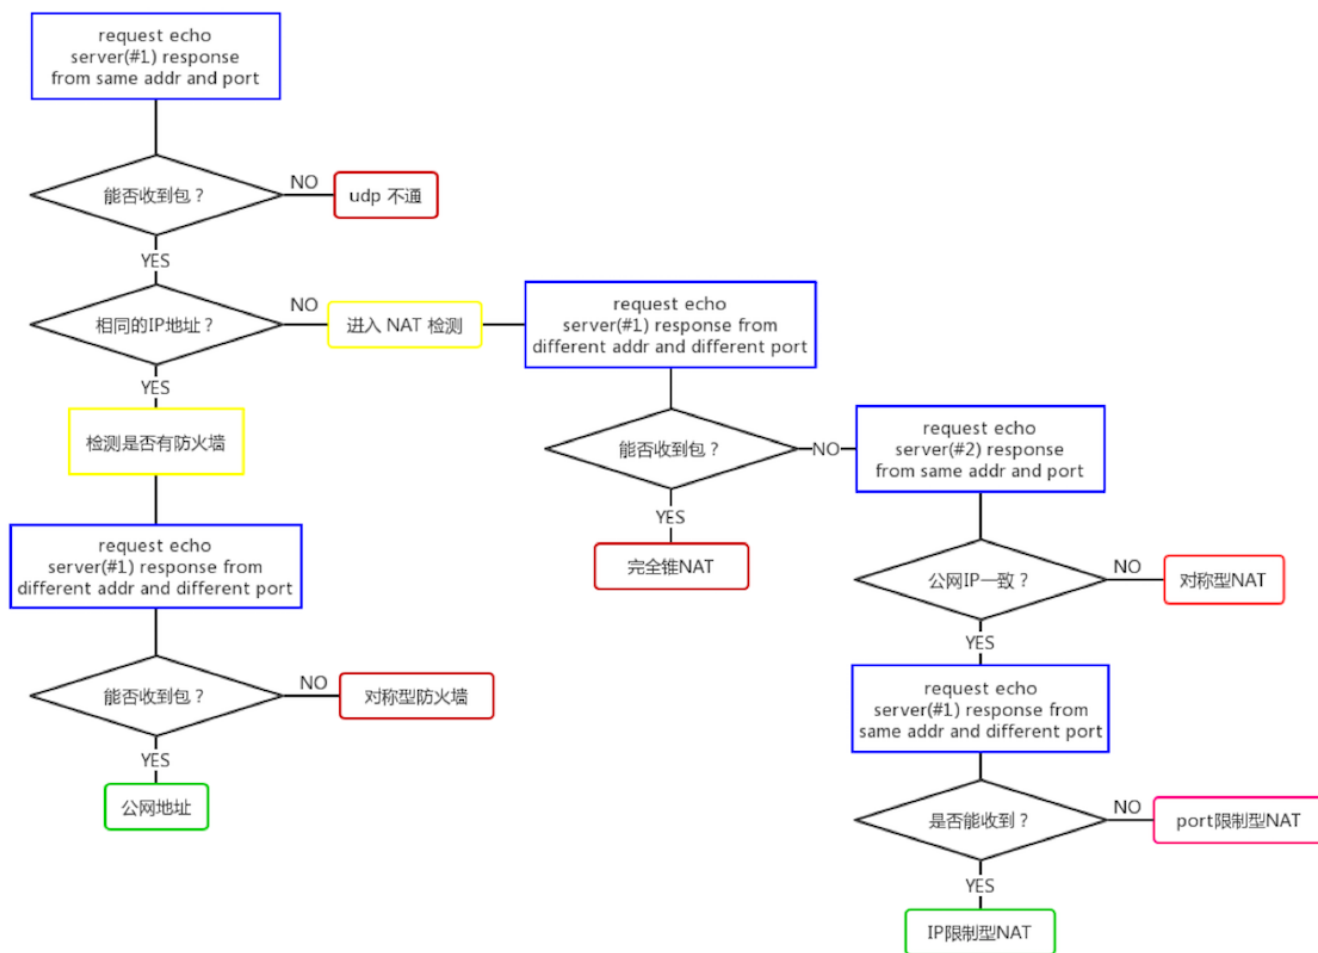 request echo
server(#1) response
from same addr and port
能否收到包？
NO
udp 不通
YES
相同的IP地址？
NO
进入 NAT 检测
request echo
server(#1) response from
different addr and different port
YES
检测是否有防火墙
能否收到包？
NO
request echo
server(#2) response
from same addr and port
YES
完全锥NAT
request echo
server(#1) response from
different addr and different port
公网IP一致？
NO
对称型NAT
YES
能否收到包？
NO
对称型防火墙
request echo
server(#1) response from
same addr and different port
YES
公网地址
是否能收到？
NO
port限制型NAT
YES
IP限制型NAT